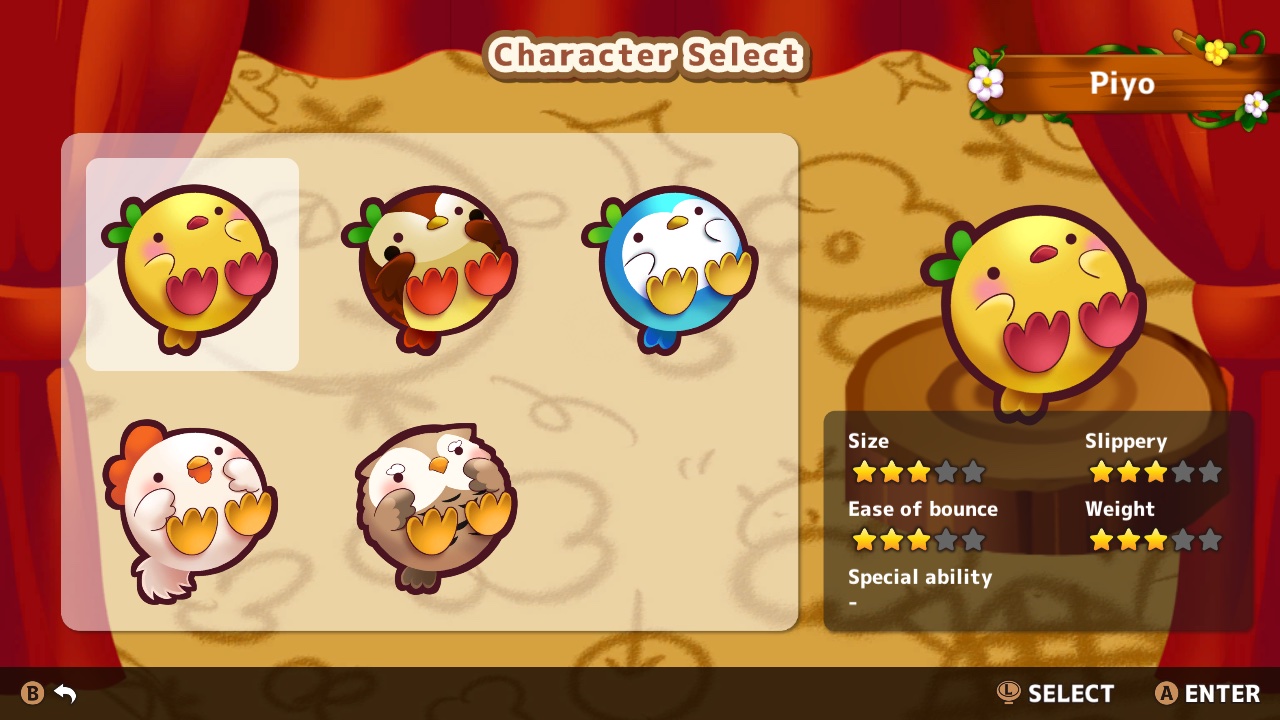 Character Select
Piyo
Size
Slippery
Ease of bounce
Weight
Special ability
-
B
L SELECT
A ENTER